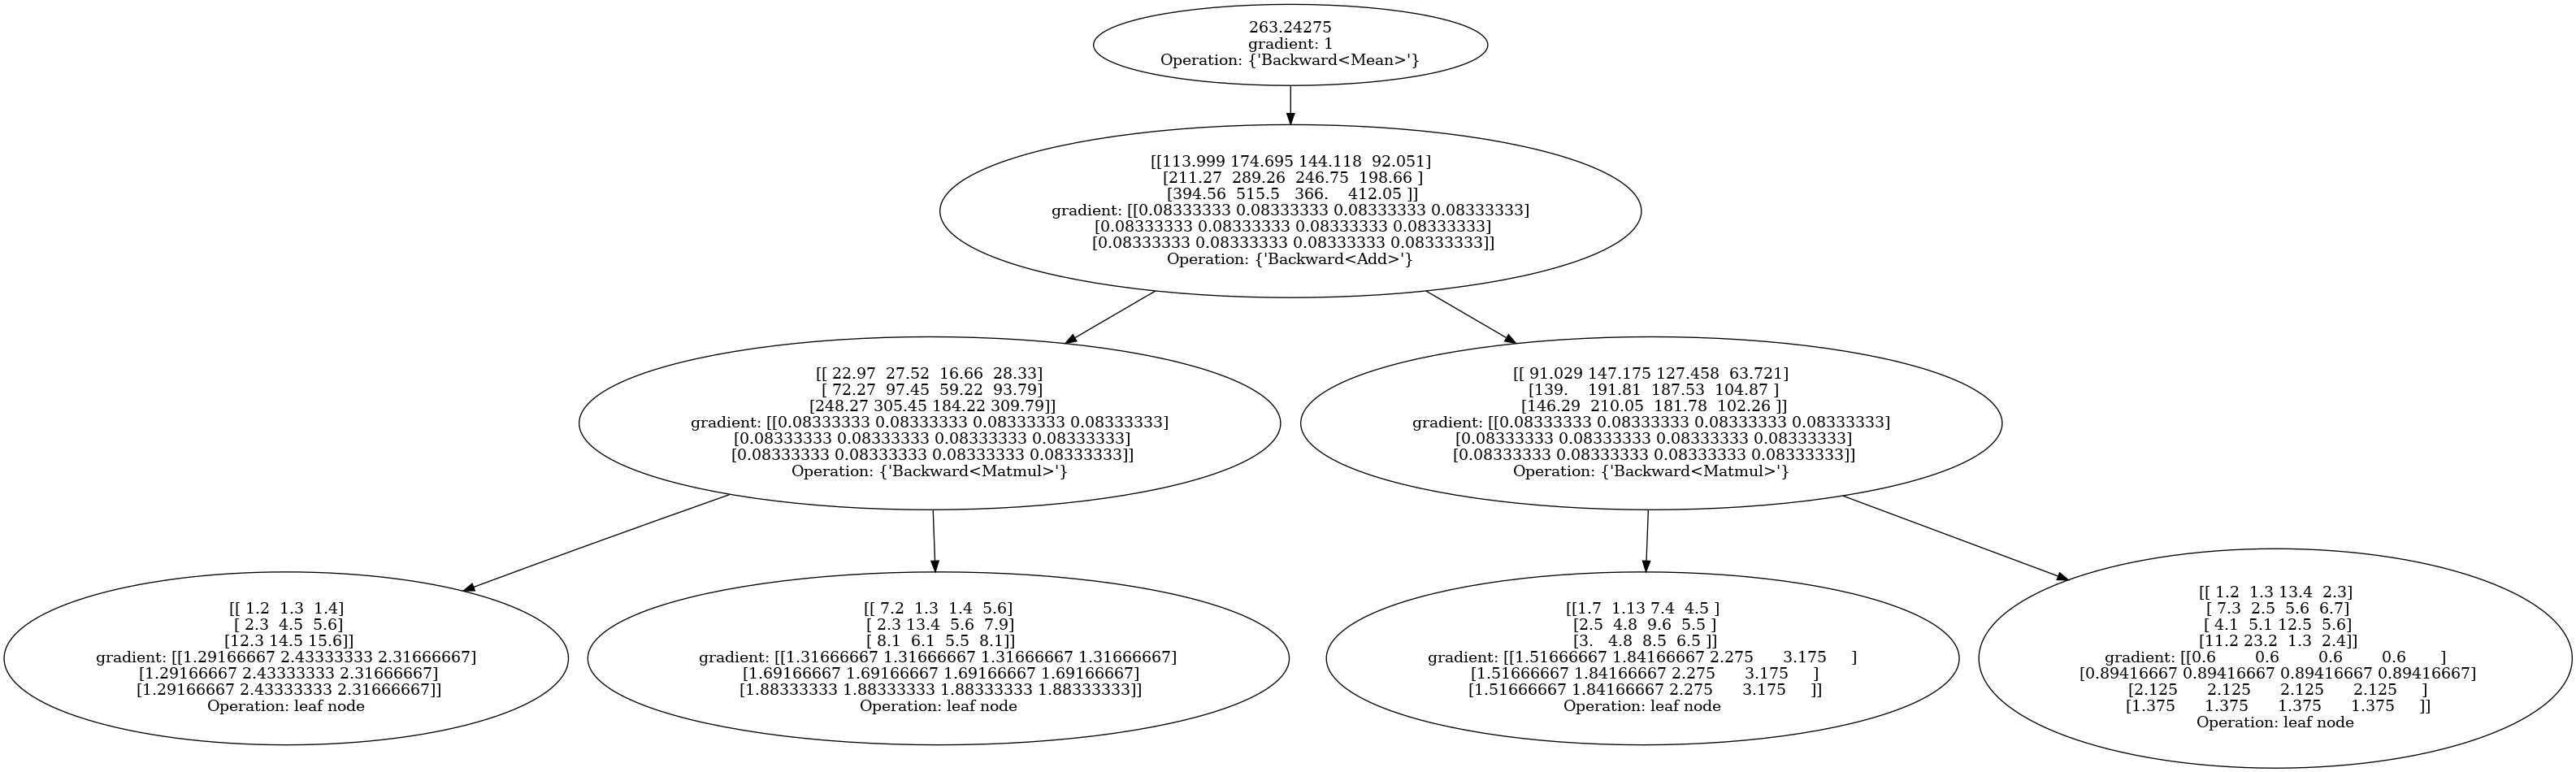 263.24275
gradient: 1
Operation: {'Backward<Mean>'}
[[113.999 174.695 144.118  92.051]
[211.27  289.26  246.75  198.66 ]
[394.56  515.5   366.    412.05 ]]
gradient: [[0.08333333 0.08333333 0.08333333 0.08333333]
[0.08333333 0.08333333 0.08333333 0.08333333]
[0.08333333 0.08333333 0.08333333 0.08333333]]
Operation: {'Backward<Add>'}
[[ 22.97  27.52  16.66  28.33]
[ 72.27  97.45  59.22  93.79]
[248.27 305.45 184.22 309.79]]
gradient: [[0.08333333 0.08333333 0.08333333 0.08333333]
[0.08333333 0.08333333 0.08333333 0.08333333]
[0.08333333 0.08333333 0.08333333 0.08333333]]
Operation: {'Backward<Matmul>'}
[[ 91.029 147.175 127.458  63.721]
[139.    191.81  187.53  104.87 ]
[146.29  210.05  181.78  102.26 ]]
gradient: [[0.08333333 0.08333333 0.08333333 0.08333333]
[0.08333333 0.08333333 0.08333333 0.08333333]
[0.08333333 0.08333333 0.08333333 0.08333333]]
Operation: {'Backward<Matmul>'}
[[ 1.2  1.3  1.4]
[ 2.3  4.5  5.6]
[12.3 14.5 15.6]]
gradient: [[1.29166667 2.43333333 2.31666667]
[1.29166667 2.43333333 2.31666667]
[1.29166667 2.43333333 2.31666667]]
Operation: leaf node
[[ 7.2  1.3  1.4  5.6]
[ 2.3 13.4  5.6  7.9]
[ 8.1  6.1  5.5  8.1]]
gradient: [[1.31666667 1.31666667 1.31666667 1.31666667]
[1.69166667 1.69166667 1.69166667 1.69166667]
[1.88333333 1.88333333 1.88333333 1.88333333]]
Operation: leaf node
[[1.7  1.13 7.4  4.5 ]
[2.5  4.8  9.6  5.5 ]
[3.   4.8  8.5  6.5 ]]
gradient: [[1.51666667 1.84166667 2.275      3.175     ]
[1.51666667 1.84166667 2.275      3.175     ]
[1.51666667 1.84166667 2.275      3.175     ]]
Operation: leaf node
[[ 1.2  1.3 13.4  2.3]
[ 7.3  2.5  5.6  6.7]
[ 4.1  5.1 12.5  5.6]
[11.2 23.2  1.3  2.4]]
gradient: [[0.6        0.6        0.6        0.6       ]
[0.89416667 0.89416667 0.89416667 0.89416667]
[2.125      2.125      2.125      2.125     ]
[1.375      1.375      1.375      1.375     ]]
Operation: leaf node